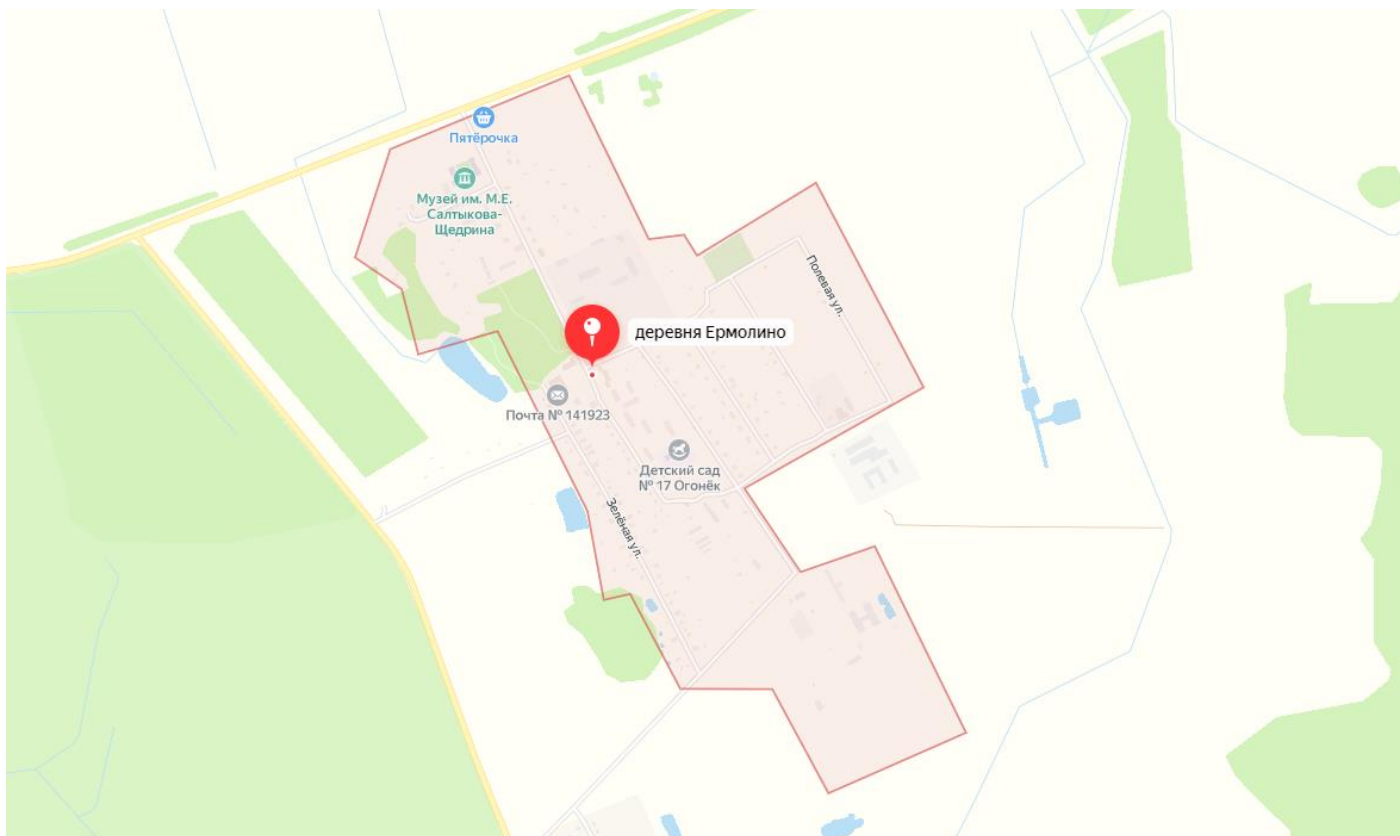 Пятёрочка
Музей им. М.Е.
Салтыкова-
Щедрина
Полевая ул.
деревня Ермолино
Почта № 141923
Детский сад
№ 17 Огонёк
Зелёная ул.